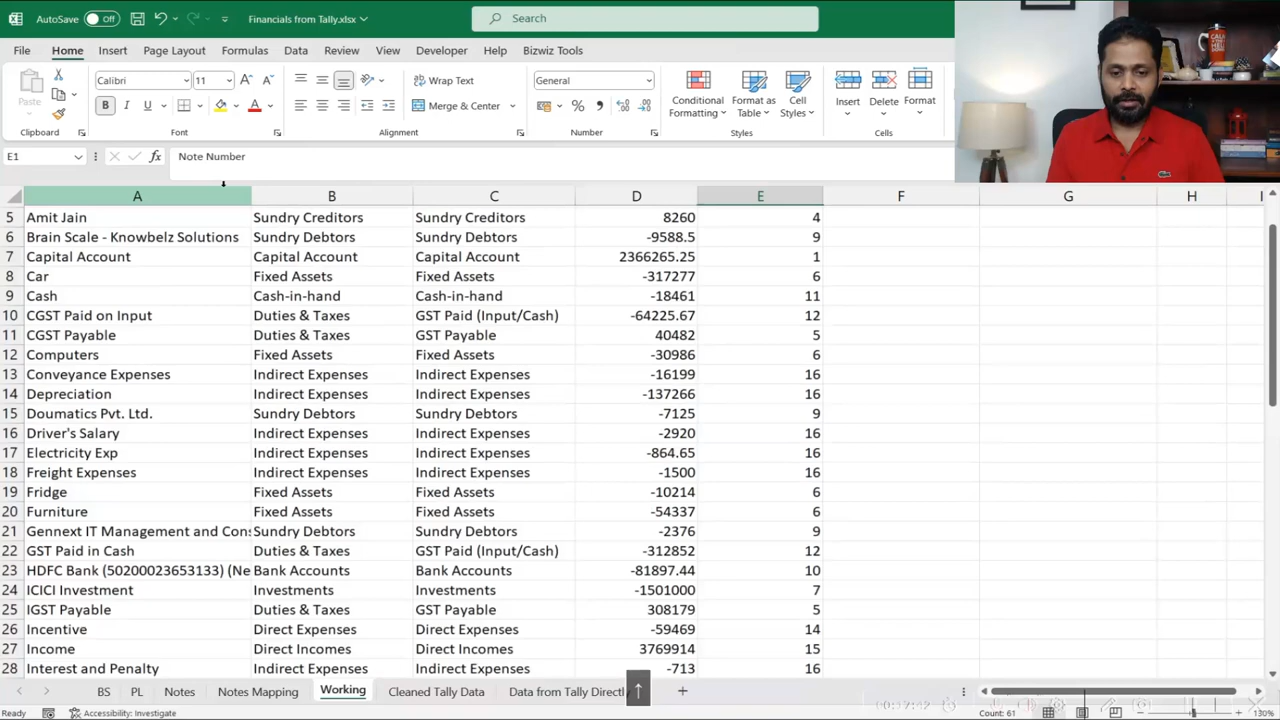 AutoSave Off Financials from Tally.xlsx Search
File Home Insert Page Layout Formulas Data Review View Developer Help Bizwiz Tools
Paste Calibri 11 Wrap Text General Conditional Formatting Format as Table Cell Styles Insert Delete Format
B I U Merge & Center
Clipboard Font Alignment Number Styles Cells
E1 fx Note Number
A B C D E F G H I
5 Amit Jain Sundry Creditors Sundry Creditors 8260 4
6 Brain Scale - Knowbelz Solutions Sundry Debtors Sundry Debtors -9588.5 9
7 Capital Account Capital Account Capital Account 2366265.25 1
8 Car Fixed Assets Fixed Assets -317277 6
9 Cash Cash-in-hand Cash-in-hand -18461 11
10 CGST Paid on Input Duties & Taxes GST Paid (Input/Cash) -64225.67 12
11 CGST Payable Duties & Taxes GST Payable 40482 5
12 Computers Fixed Assets Fixed Assets -30986 6
13 Conveyance Expenses Indirect Expenses Indirect Expenses -16199 16
14 Depreciation Indirect Expenses Indirect Expenses -137266 16
15 Doumatics Pvt. Ltd. Sundry Debtors Sundry Debtors -7125 9
16 Driver's Salary Indirect Expenses Indirect Expenses -2920 16
17 Electricity Exp Indirect Expenses Indirect Expenses -864.65 16
18 Freight Expenses Indirect Expenses Indirect Expenses -1500 16
19 Fridge Fixed Assets Fixed Assets -10214 6
20 Furniture Fixed Assets Fixed Assets -54337 6
21 Gennext IT Management and Cons Sundry Debtors Sundry Debtors -2376 9
22 GST Paid in Cash Duties & Taxes GST Paid (Input/Cash) -312852 12
23 HDFC Bank (50200023653133) (Ne Bank Accounts Bank Accounts -81897.44 10
24 ICICI Investment Investments Investments -1501000 7
25 IGST Payable Duties & Taxes GST Payable 308179 5
26 Incentive Direct Expenses Direct Expenses -59469 14
27 Income Direct Incomes Direct Incomes 3769914 15
28 Interest and Penalty Indirect Expenses Indirect Expenses -713 16
BS PL Notes Notes Mapping Working Cleaned Tally Data Data from Tally Directly
Ready Accessibility: Investigate Count: 61 130%